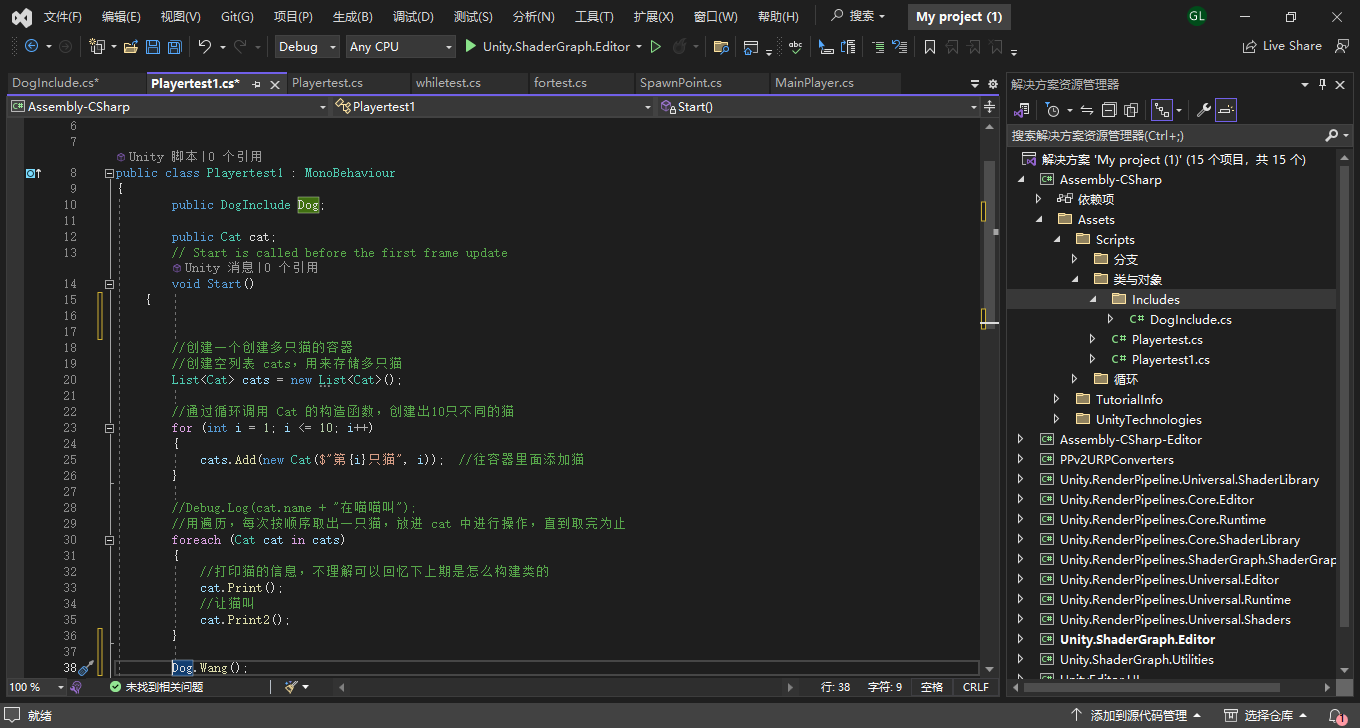 文件(F) 编辑(E) 视图(V) Git(G) 项目(P) 生成(B) 调试(D) 测试(S) 分析(N) 工具(T) 扩展(X) 窗口(W) 帮助(H) 搜索 My project (1) GL
Debug Any CPU Unity.ShaderGraph.Editor Live Share
DogInclude.cs* Playertest1.cs* Playertest.cs whiletest.cs fortest.cs SpawnPoint.cs MainPlayer.cs
Assembly-CSharp Playertest1 Start()
6
7
Unity 脚本|0 个引用
8 public class Playertest1 : MonoBehaviour
9 {
10 public DogInclude Dog;
11
12 public Cat cat;
13 // Start is called before the first frame update
Unity 消息|0 个引用
14 void Start()
15 {
16
17
18 //创建一个创建多只猫的容器
19 //创建空列表 cats，用来存储多只猫
20 List<Cat> cats = new List<Cat>();
21
22 //通过循环调用 Cat 的构造函数，创建出10只不同的猫
23 for (int i = 1; i <= 10; i++)
24 {
25 cats.Add(new Cat($"第{i}只猫", i)); //往容器里面添加猫
26 }
27
28 //Debug.Log(cat.name + "在喵喵叫");
29 //用遍历，每次按顺序取出一只猫，放进 cat 中进行操作，直到取完为止
30 foreach (Cat cat in cats)
31 {
32 //打印猫的信息，不理解可以回忆下上期是怎么构建类的
33 cat.Print();
34 //让猫叫
35 cat.Print2();
36 }
37
38 Dog.Wang();
100 % 未找到相关问题 行: 38 字符: 9 空格 CRLF
解决方案资源管理器
搜索解决方案资源管理器(Ctrl+;)
解决方案 'My project (1)' (15 个项目，共 15 个)
Assembly-CSharp
依赖项
Assets
Scripts
分支
类与对象
Includes
C# DogInclude.cs
C# Playertest.cs
C# Playertest1.cs
循环
TutorialInfo
UnityTechnologies
Assembly-CSharp-Editor
PPv2URPConverters
Unity.RenderPipeline.Universal.ShaderLibrary
Unity.RenderPipelines.Core.Editor
Unity.RenderPipelines.Core.Runtime
Unity.RenderPipelines.Core.ShaderLibrary
Unity.RenderPipelines.ShaderGraph.ShaderGrap
Unity.RenderPipelines.Universal.Editor
Unity.RenderPipelines.Universal.Runtime
Unity.RenderPipelines.Universal.Shaders
Unity.ShaderGraph.Editor
Unity.ShaderGraph.Utilities
就绪 添加到源代码管理 选择仓库 1